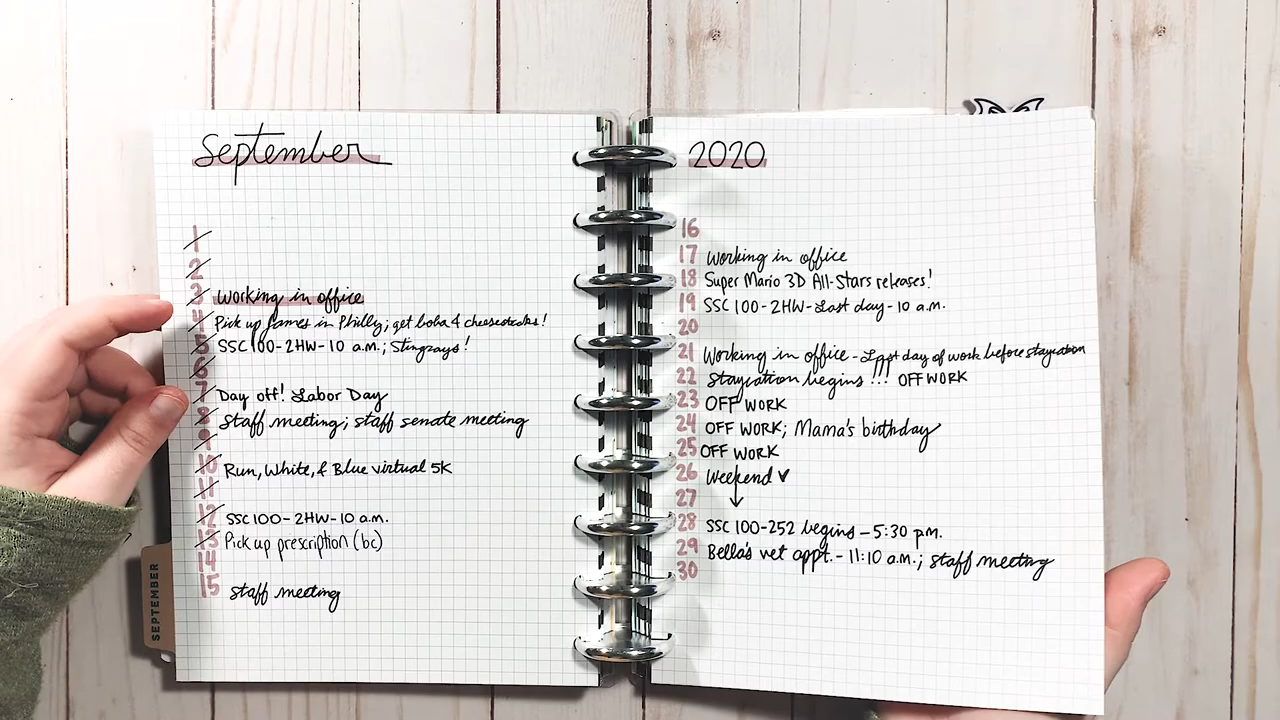 September
1
2
3 Working in office
4 Pick up James in Philly; get boba & cheesesteaks!
5 SSC 100-2HW-10 a.m.; Stingrays!
6
7 Day off! Labor Day
8 Staff meeting; staff senate meeting
9
10 Run, White, & Blue virtual 5K
11
12 SSC 100-2HW-10 a.m.
13 Pick up prescription (bc)
14
15 staff meeting
SEPTEMBER
2020
16
17 Working in office
18 Super Mario 3D All-Stars releases!
19 SSC 100-2HW-Last day-10 a.m.
20
21 Working in office-Last day of work before staycation
22 Staycation begins!!! OFF WORK
23 OFF WORK
24 OFF WORK; Mama's birthday
25 OFF WORK
26 Weekend ♥
27 ↓
28 SSC 100-252 begins-5:30 pm.
29 Bella's vet appt.-11:10 a.m.; staff meeting
30